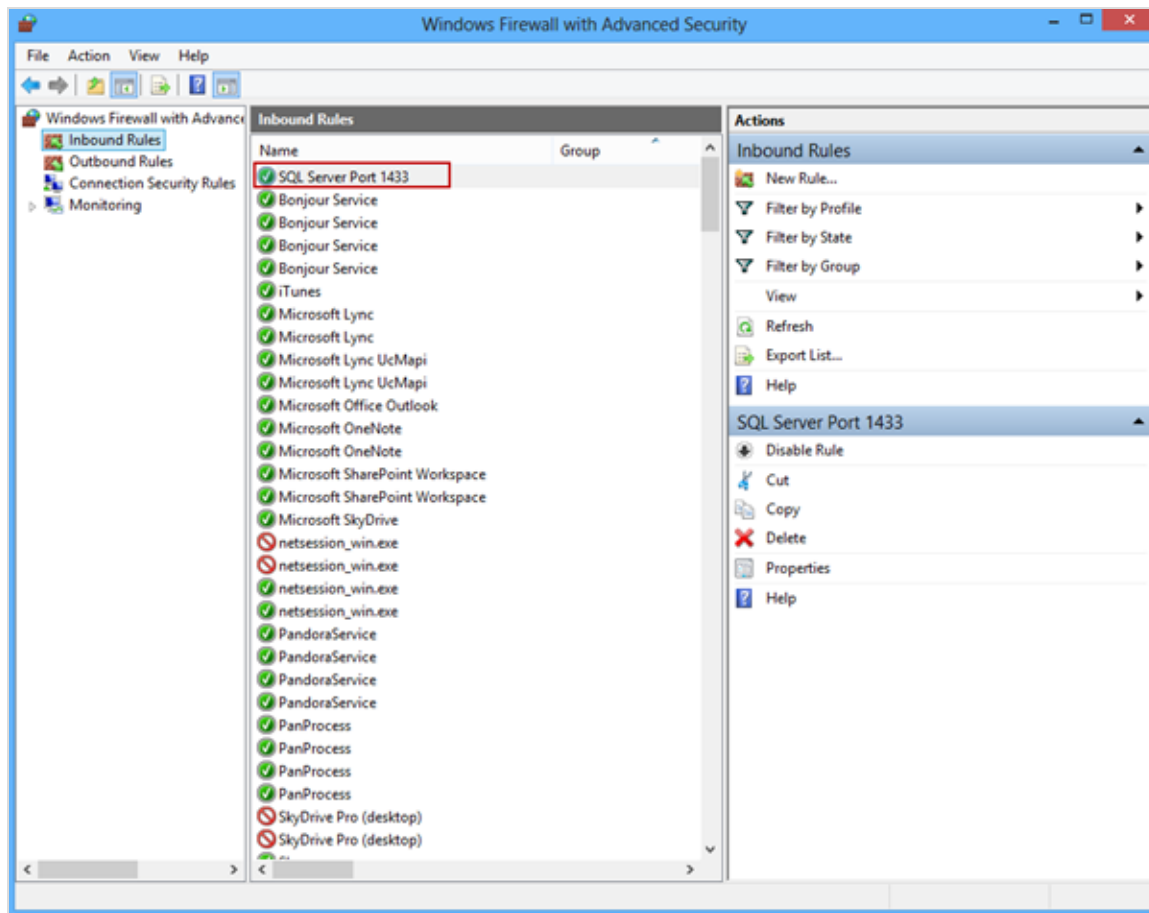 Windows Firewall with Advanced Security
File Action View Help
Windows Firewall with Advance
Inbound Rules
Outbound Rules
Connection Security Rules
Monitoring
Inbound Rules
Name Group
SQL Server Port 1433
Bonjour Service
Bonjour Service
Bonjour Service
Bonjour Service
iTunes
Microsoft Lync
Microsoft Lync
Microsoft Lync UcMapi
Microsoft Lync UcMapi
Microsoft Office Outlook
Microsoft OneNote
Microsoft OneNote
Microsoft SharePoint Workspace
Microsoft SharePoint Workspace
Microsoft SkyDrive
netsession_win.exe
netsession_win.exe
netsession_win.exe
netsession_win.exe
PandoraService
PandoraService
PandoraService
PandoraService
PanProcess
PanProcess
PanProcess
PanProcess
SkyDrive Pro (desktop)
SkyDrive Pro (desktop)
Actions
Inbound Rules
New Rule...
Filter by Profile
Filter by State
Filter by Group
View
Refresh
Export List...
Help
SQL Server Port 1433
Disable Rule
Cut
Copy
Delete
Properties
Help